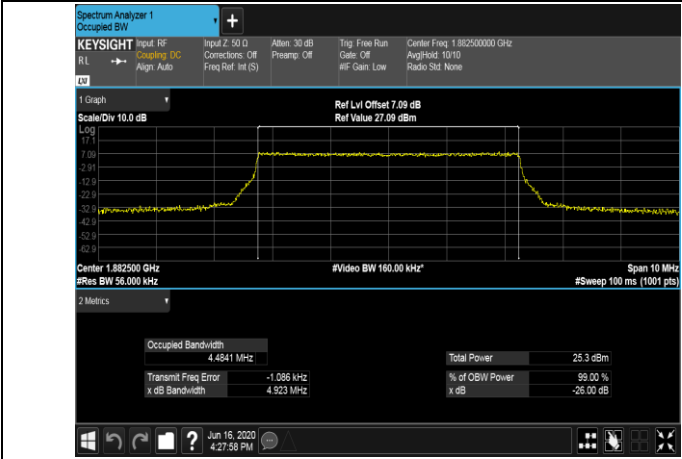 Spectrum Analyzer 1
Occupied BW
KEYSIGHT
RL
LXI
Input: RF
Coupling: DC
Align: Auto
Input Z: 50 Ω
Corrections: Off
Freq Ref: Int (S)
Atten: 30 dB
Preamp: Off
Trig: Free Run
Gate: Off
#IF Gain: Low
Center Freq: 1.882500000 GHz
Avg|Hold: 10/10
Radio Std: None
1 Graph
Scale/Div 10.0 dB
Ref Lvl Offset 7.09 dB
Ref Value 27.09 dBm
Log
17.1
7.09
-2.91
-12.9
-22.9
-32.9
-42.9
-52.9
-62.9
Center 1.882500 GHz
#Res BW 56.000 kHz
#Video BW 160.00 kHz*
Span 10 MHz
#Sweep 100 ms (1001 pts)
2 Metrics
Occupied Bandwidth
4.4841 MHz
Total Power 25.3 dBm
Transmit Freq Error -1.086 kHz
% of OBW Power 99.00 %
x dB Bandwidth 4.923 MHz
x dB -26.00 dB
?
Jun 16, 2020
4:27:58 PM